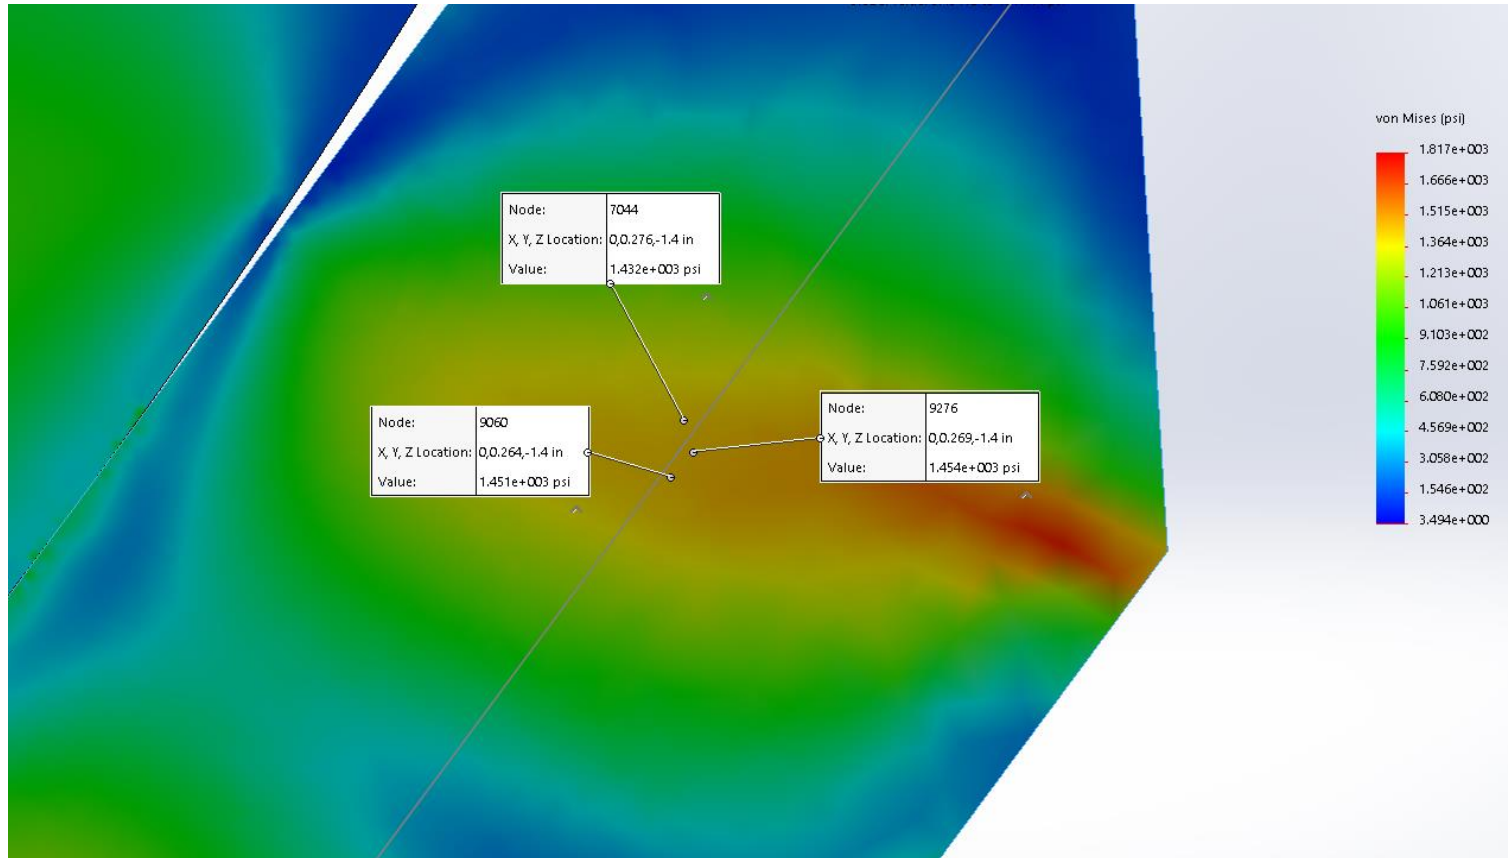 von Mises (psi)
1.817e+003
1.666e+003
1.515e+003
1.364e+003
1.213e+003
1.061e+003
9.103e+002
7.592e+002
6.080e+002
4.569e+002
3.058e+002
1.546e+002
3.494e+000
Node: 7044
X, Y, Z Location: 0,0.276,-1.4 in
Value: 1.432e+003 psi
Node: 9276
X, Y, Z Location: 0,0.269,-1.4 in
Value: 1.454e+003 psi
Node: 9060
X, Y, Z Location: 0,0.264,-1.4 in
Value: 1.451e+003 psi